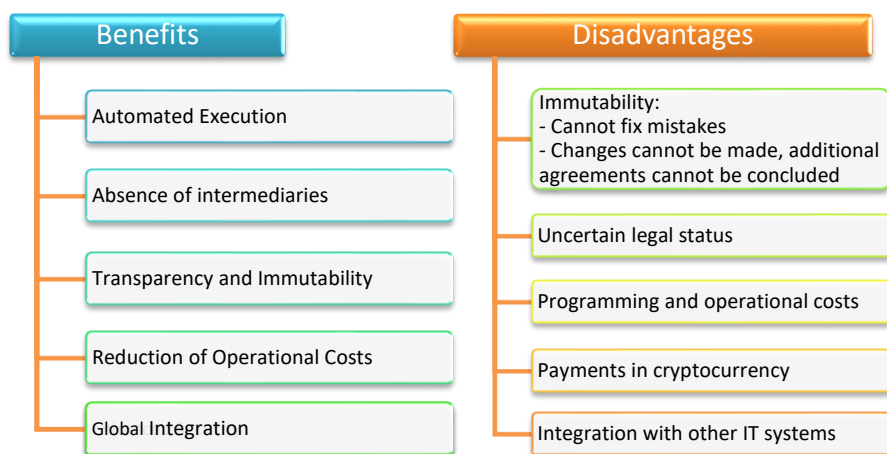 Benefits
Automated Execution
Absence of intermediaries
Transparency and Immutability
Reduction of Operational Costs
Global Integration
Disadvantages
Immutability:
- Cannot fix mistakes
- Changes cannot be made, additional
agreements cannot be concluded
Uncertain legal status
Programming and operational costs
Payments in cryptocurrency
Integration with other IT systems